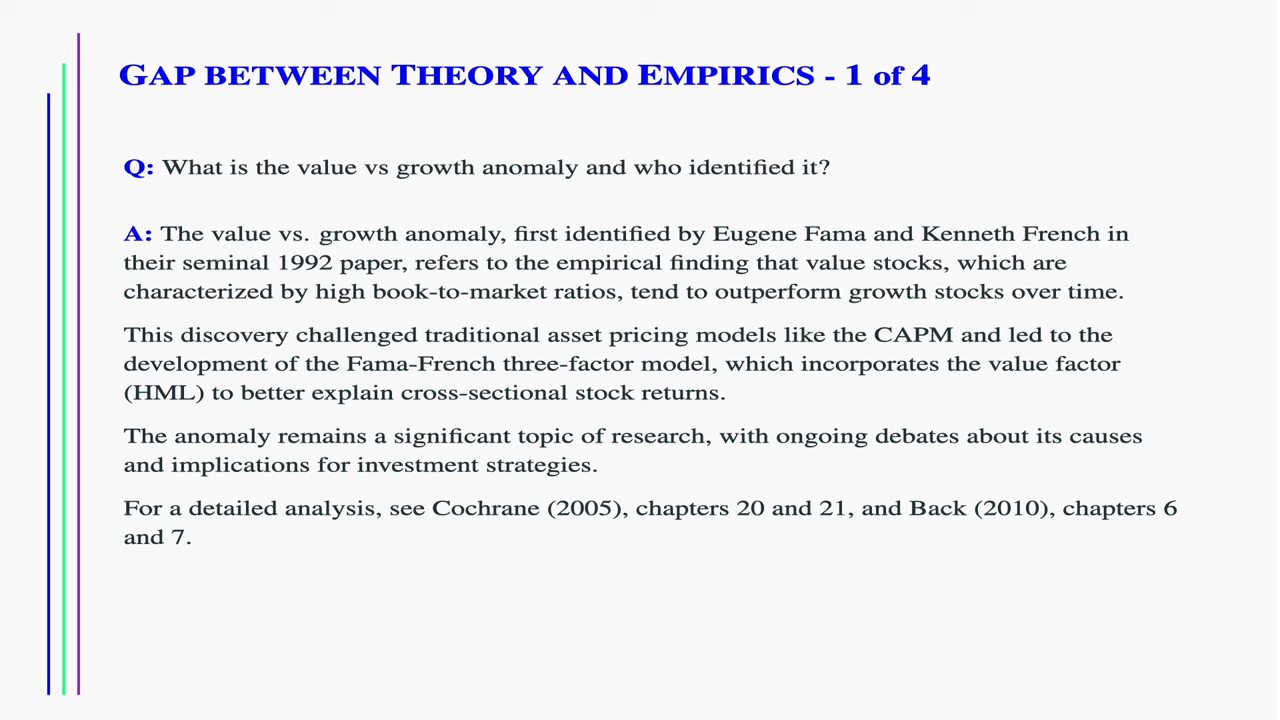 GAP BETWEEN THEORY AND EMPIRICS - 1 of 4
Q: What is the value vs growth anomaly and who identified it?
A: The value vs. growth anomaly, first identified by Eugene Fama and Kenneth French in
their seminal 1992 paper, refers to the empirical finding that value stocks, which are
characterized by high book-to-market ratios, tend to outperform growth stocks over time.
This discovery challenged traditional asset pricing models like the CAPM and led to the
development of the Fama-French three-factor model, which incorporates the value factor
(HML) to better explain cross-sectional stock returns.
The anomaly remains a significant topic of research, with ongoing debates about its causes
and implications for investment strategies.
For a detailed analysis, see Cochrane (2005), chapters 20 and 21, and Back (2010), chapters 6
and 7.